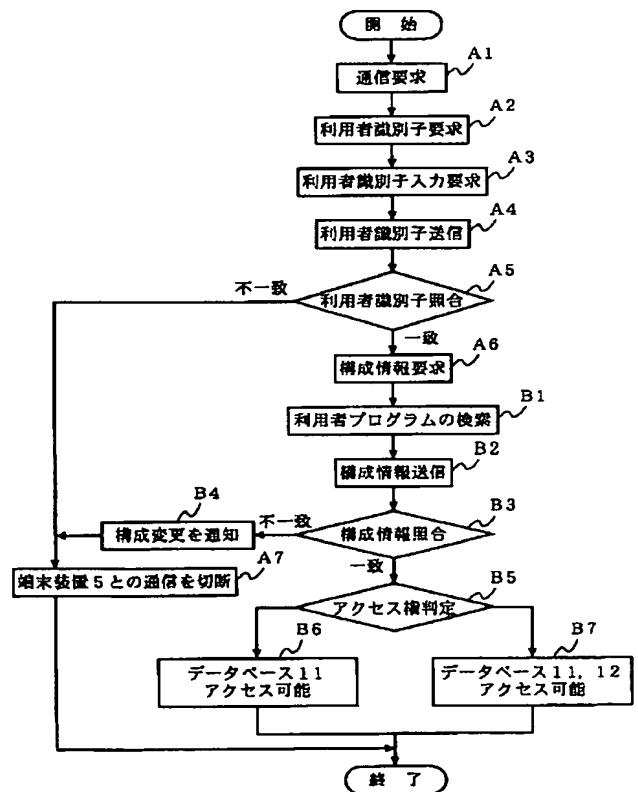 開 始
A1
通信要求
A2
利用者識別子要求
A3
利用者識別子入力要求
A4
利用者識別子送信
A5
不一致
利用者識別子照合
一致
A6
構成情報要求
B1
利用者プログラムの検索
B2
構成情報送信
B4
B3
構成変更を通知
不一致
構成情報照合
A7
一致
端末装置5との通信を切断
B5
アクセス権判定
B6
B7
データベース11
アクセス可能
データベース11，12
アクセス可能
終 了